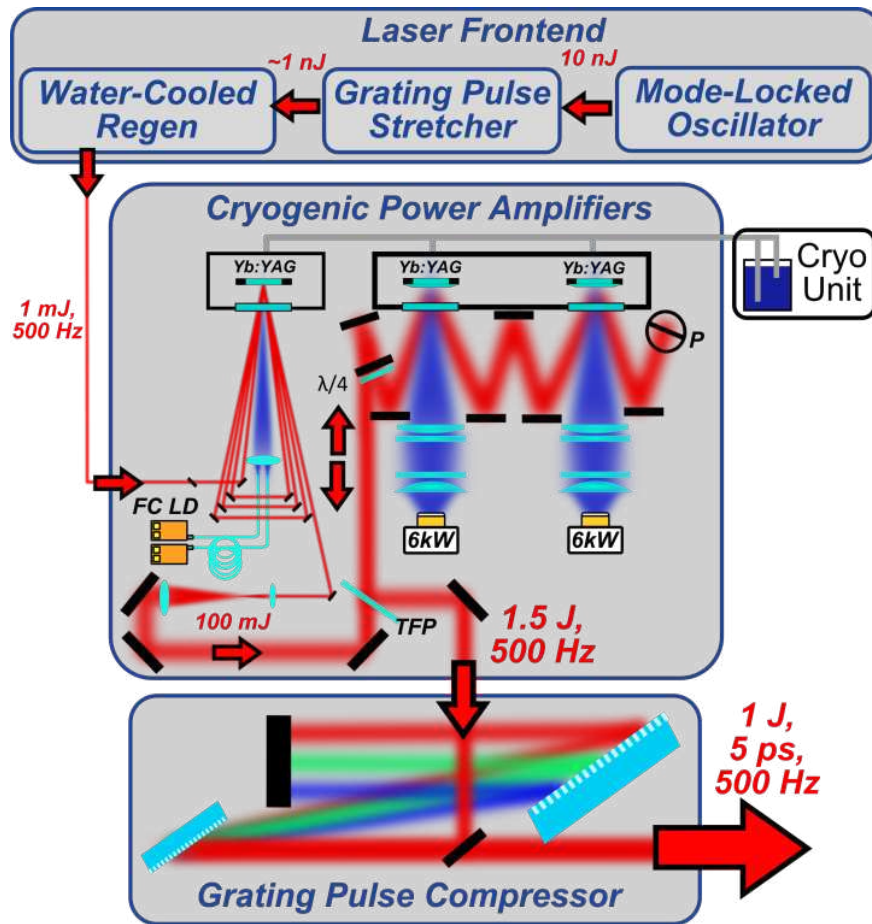 Laser Frontend
~1 nJ
10 nJ
Water-Cooled
Regen
Grating Pulse
Stretcher
Mode-Locked
Oscillator
Cryogenic Power Amplifiers
Yb:YAG
Yb:YAG
Yb:YAG
Cryo
Unit
1 mJ,
500 Hz
P
λ/4
FC LD
6kW
6kW
100 mJ
TFP
1.5 J,
500 Hz
1 J,
5 ps,
500 Hz
Grating Pulse Compressor